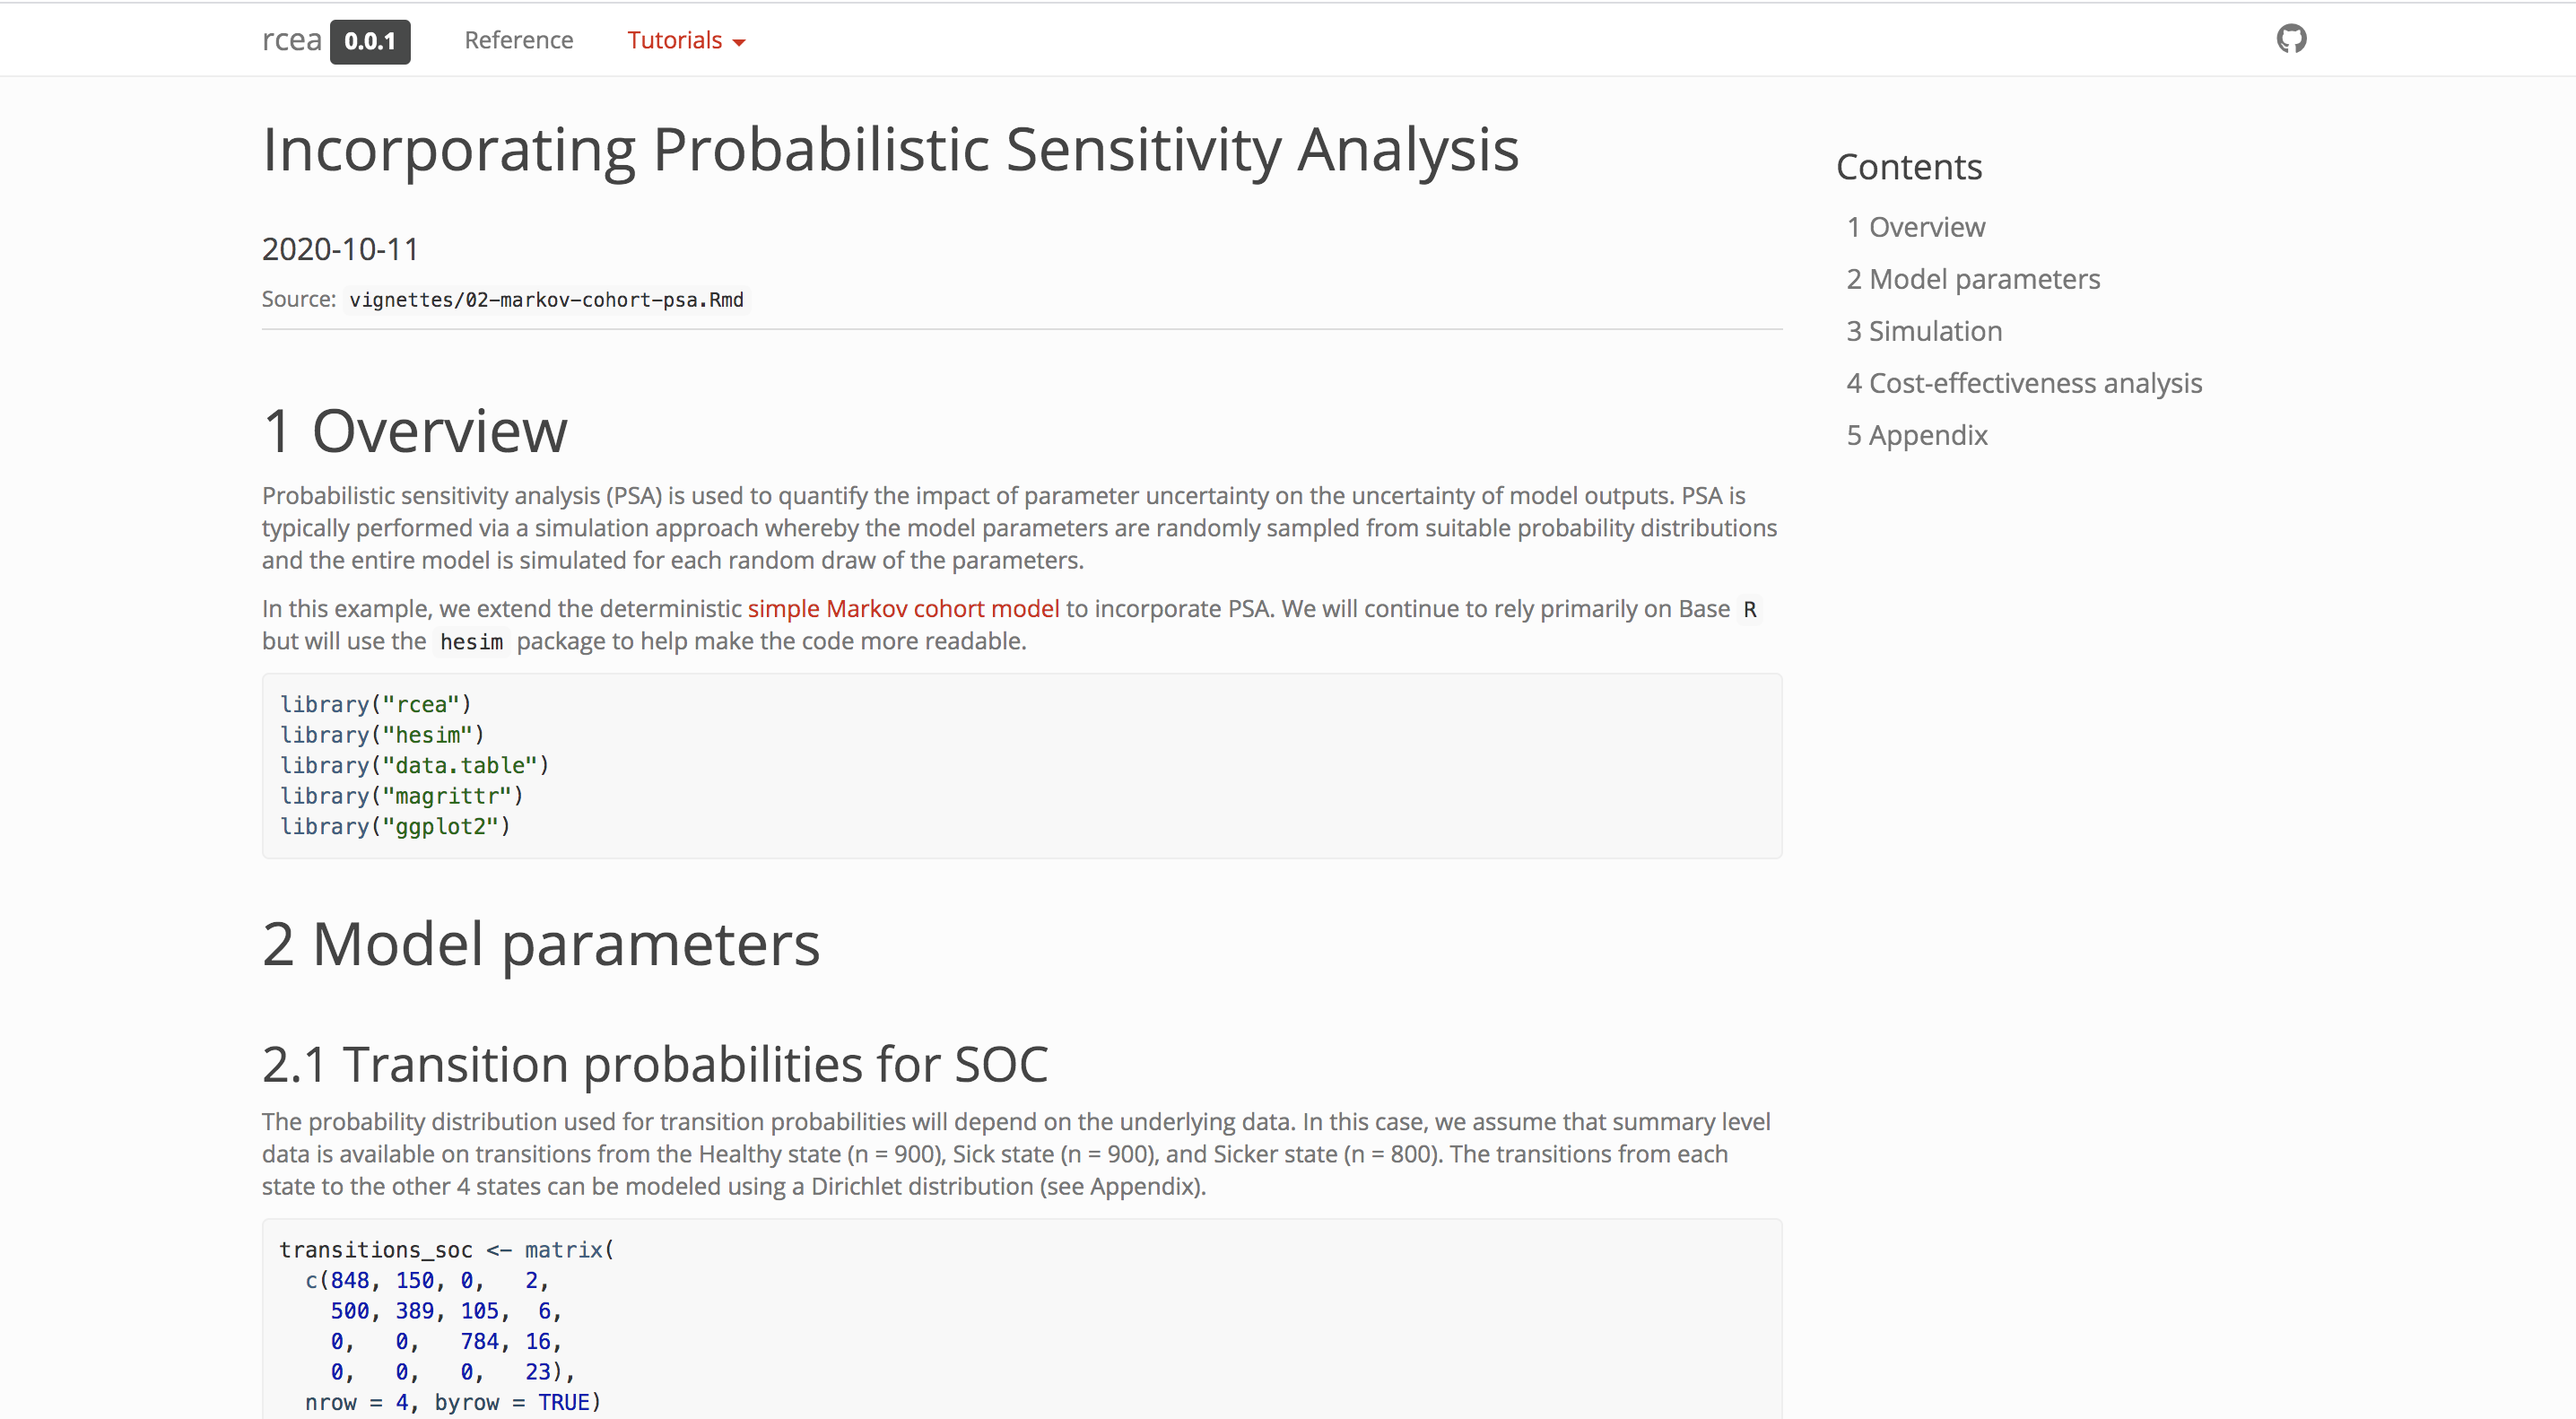 rcea 0.0.1 Reference Tutorials
Incorporating Probabilistic Sensitivity Analysis
2020-10-11
Source: vignettes/02-markov-cohort-psa.Rmd
Contents
1 Overview
2 Model parameters
3 Simulation
4 Cost-effectiveness analysis
5 Appendix
1 Overview
Probabilistic sensitivity analysis (PSA) is used to quantify the impact of parameter uncertainty on the uncertainty of model outputs. PSA is
typically performed via a simulation approach whereby the model parameters are randomly sampled from suitable probability distributions
and the entire model is simulated for each random draw of the parameters.
In this example, we extend the deterministic simple Markov cohort model to incorporate PSA. We will continue to rely primarily on Base R
but will use the hesim package to help make the code more readable.
library("rcea")
library("hesim")
library("data.table")
library("magrittr")
library("ggplot2")
2 Model parameters
2.1 Transition probabilities for SOC
The probability distribution used for transition probabilities will depend on the underlying data. In this case, we assume that summary level
data is available on transitions from the Healthy state (n = 900), Sick state (n = 900), and Sicker state (n = 800). The transitions from each
state to the other 4 states can be modeled using a Dirichlet distribution (see Appendix).
transitions_soc <- matrix(
  c(848, 150, 0,   2,
    500, 389, 105,  6,
    0,   0,   784, 16,
    0,   0,   0,   23),
  nrow = 4, byrow = TRUE)